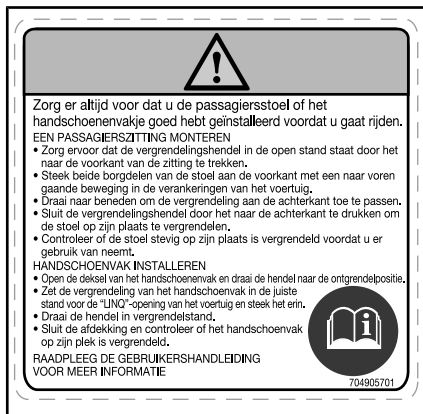 Zorg er altijd voor dat u de passagiersstoel of het
handschoenenvakje goed hebt geïnstalleerd voordat u gaat rijden.
EEN PASSAGIERSZITTING MONTEREN
• Zorg ervoor dat de vergrendelingshendel in de open stand staat door het
naar de voorkant van de zitting te trekken.
• Steek beide borgdelen van de stoel aan de voorkant met een naar voren
gaande beweging in de verankeringen van het voertuig.
• Draai naar beneden om de vergrendeling aan de achterkant toe te passen.
• Sluit de vergrendelingshendel door het naar de achterkant te drukken om
de stoel op zijn plaats te vergrendelen.
• Controleer of de stoel stevig op zijn plaats is vergrendeld voordat u er
gebruik van neemt.
HANDSCHOENVAK INSTALLEREN
• Open de deksel van het handschoenenvak en draai de hendel naar de ontgrendelpositie.
• Zet de vergrendeling van het handschoenvak in de juiste
stand voor de “LINQ”-opening van het voertuig en steek het erin.
• Draai de hendel in vergrendelstand.
• Sluit de afdekking en controleer of het handschoenvak
op zijn plek is vergrendeld.
RAADPLEEG DE GEBRUIKERSHANDLEIDING
VOOR MEER INFORMATIE
704905701